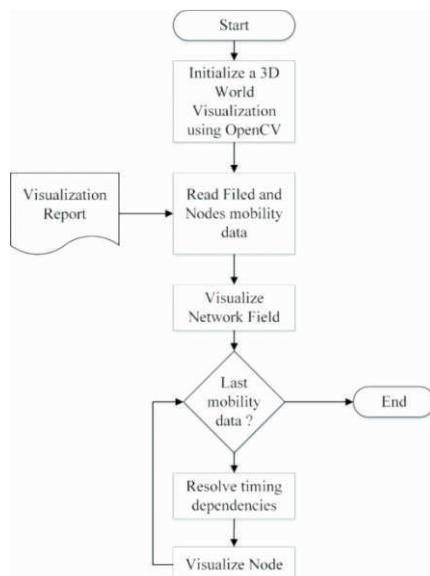 Start
Initialize a 3D
World
Visualization
using OpenCV
Visualization
Report
Read Filed and
Nodes mobility
data
Visualize
Network Field
Last
mobility
data ?
End
Resolve timing
dependencies
Visualize Node